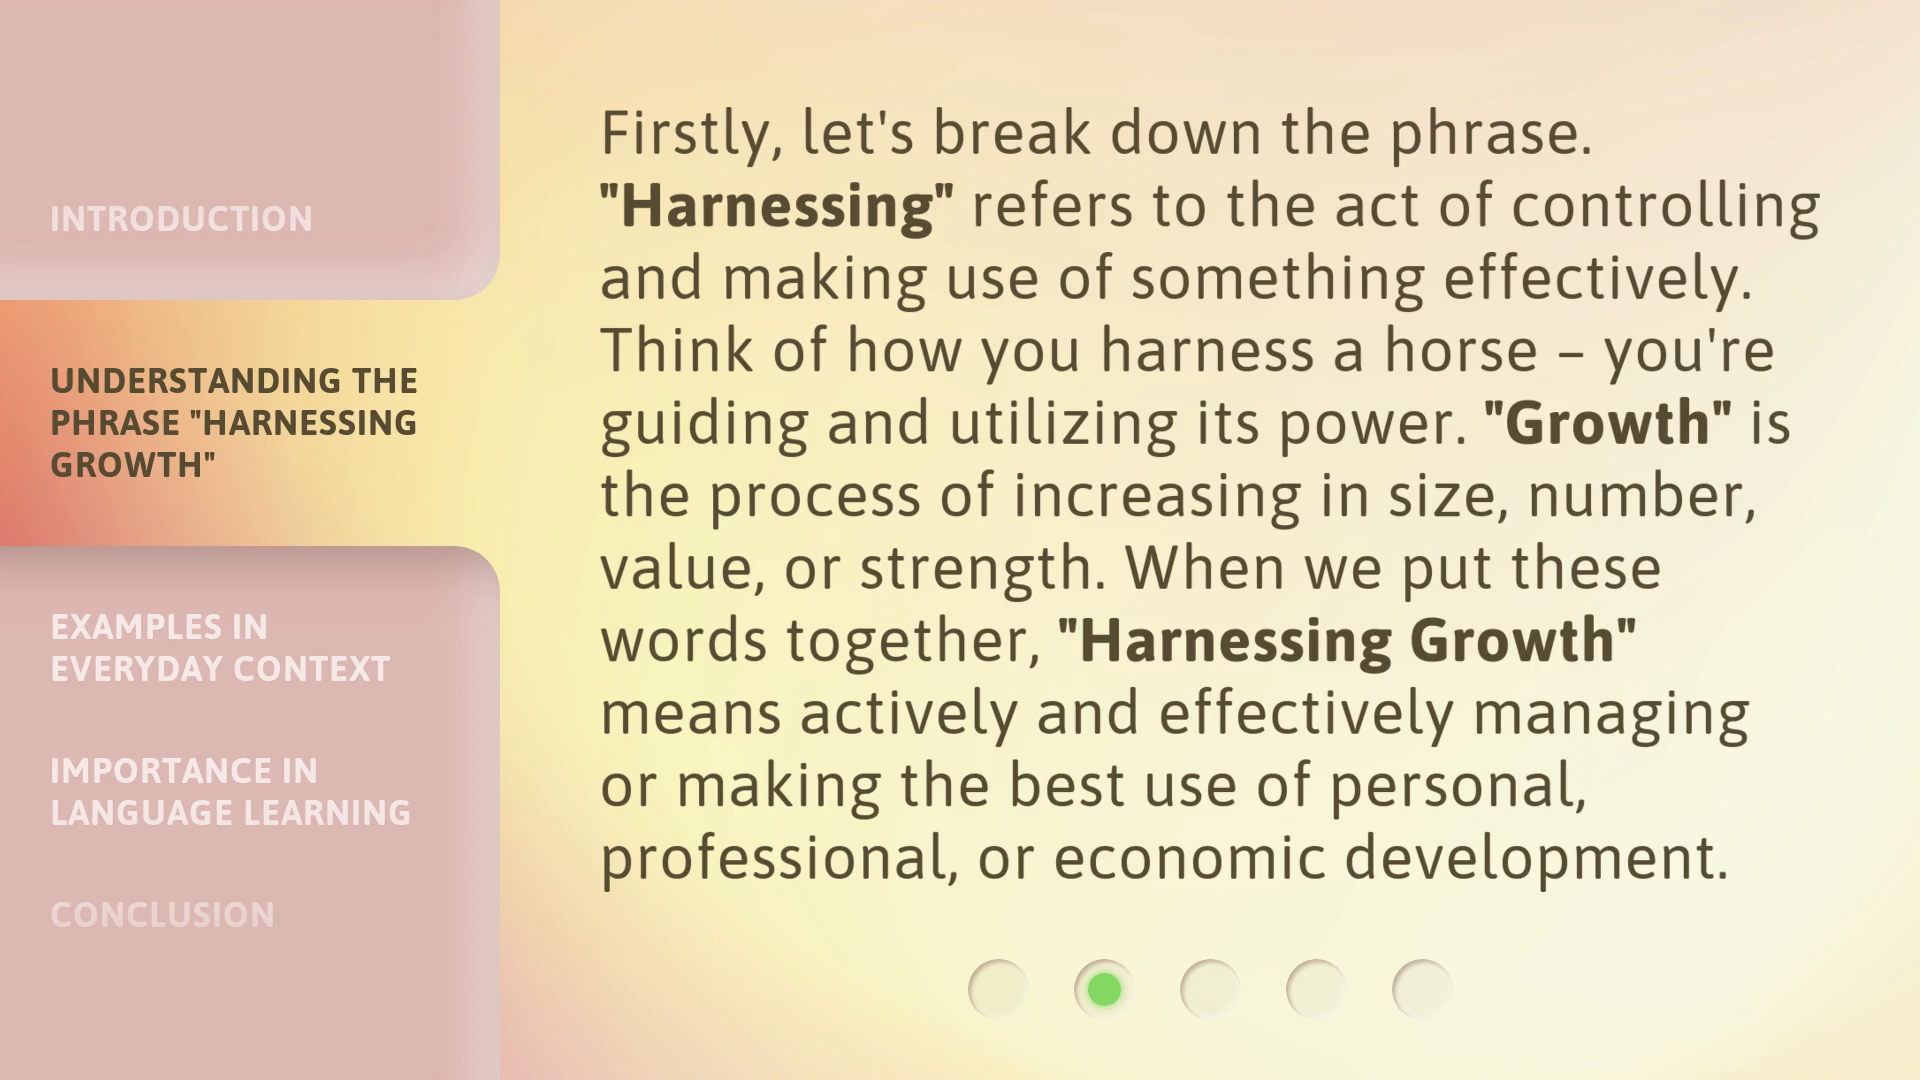 INTRODUCTION
UNDERSTANDING THE
PHRASE "HARNESSING
GROWTH"
EXAMPLES IN
EVERYDAY CONTEXT
IMPORTANCE IN
LANGUAGE LEARNING
CONCLUSION
Firstly, let's break down the phrase.
"Harnessing" refers to the act of controlling
and making use of something effectively.
Think of how you harness a horse – you're
guiding and utilizing its power. "Growth" is
the process of increasing in size, number,
value, or strength. When we put these
words together, "Harnessing Growth"
means actively and effectively managing
or making the best use of personal,
professional, or economic development.